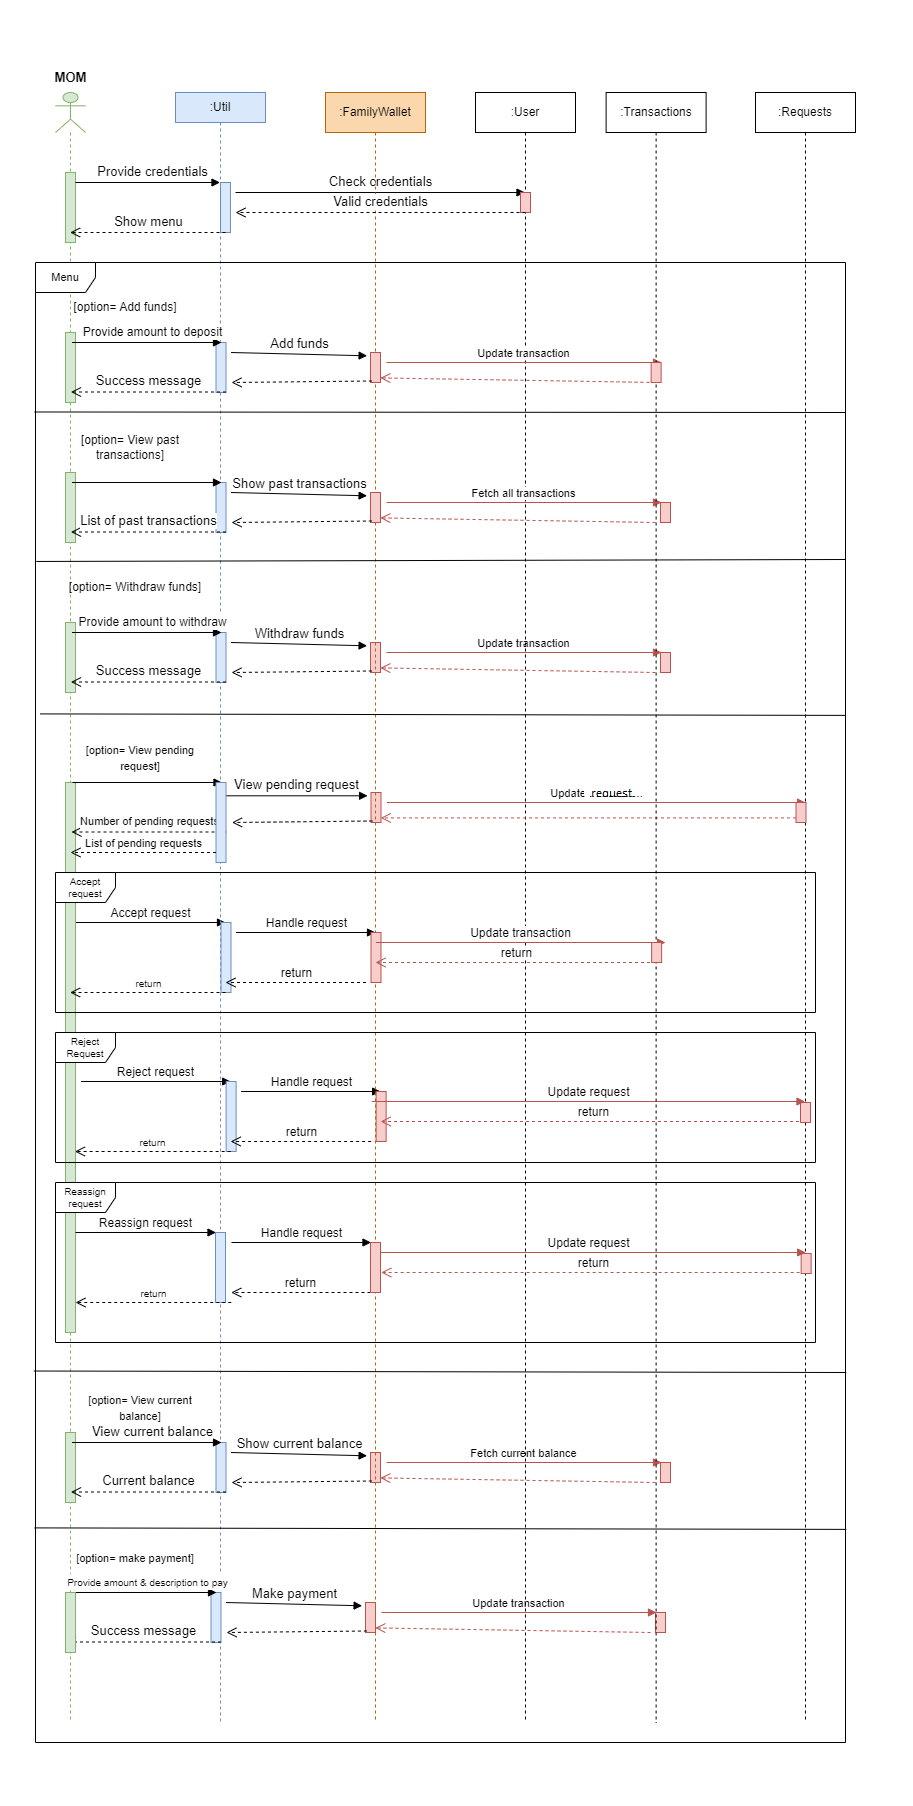 MOM
:Util
:FamilyWallet
:User
:Transactions
:Requests
Provide credentials
Check credentials
Valid credentials
Show menu
Menu
[option= Add funds]
Provide amount to deposit
Add funds
Update transaction
Success message
[option= View past
transactions]
Show past transactions
Fetch all transactions
List of past transactions
[option= Withdraw funds]
Provide amount to withdraw
Withdraw funds
Update transaction
Success message
[option= View pending
request]
View pending request
Update request...
Number of pending requests
List of pending requests
Accept
request
Accept request
Handle request
Update transaction
return
return
return
Reject
Request
Reject request
Handle request
Update request
return
return
return
Reassign
request
Reassign request
Handle request
Update request
return
return
return
[option= View current
balance]
View current balance
Show current balance
Fetch current balance
Current balance
[option= make payment]
Provide amount & description to pay
Make payment
Update transaction
Success message